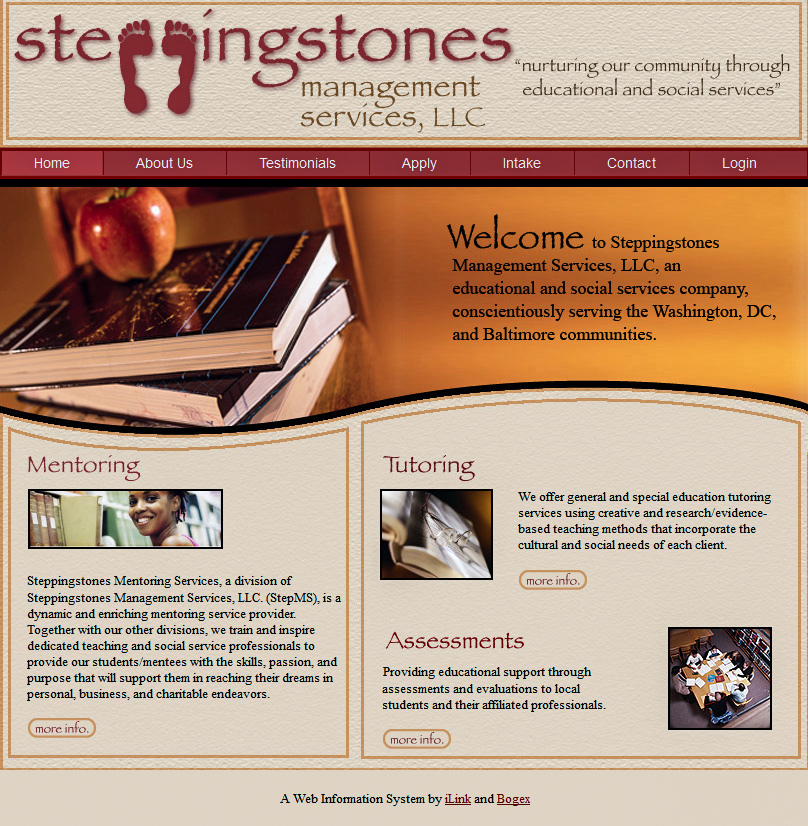 steppingstones
management
services, LLC
“nurturing our community through
educational and social services”
Home About Us Testimonials Apply Intake Contact Login
Welcome to Steppingstones
Management Services, LLC, an
educational and social services company,
conscientiously serving the Washington, DC,
and Baltimore communities.
Mentoring
Steppingstones Mentoring Services, a division of
Steppingstones Management Services, LLC. (StepMS), is a
dynamic and enriching mentoring service provider.
Together with our other divisions, we train and inspire
dedicated teaching and social service professionals to
provide our students/mentees with the skills, passion, and
purpose that will support them in reaching their dreams in
personal, business, and charitable endeavors.
more info.
Tutoring
We offer general and special education tutoring
services using creative and research/evidence-
based teaching methods that incorporate the
cultural and social needs of each client.
more info.
Assessments
Providing educational support through
assessments and evaluations to local
students and their affiliated professionals.
more info.
A Web Information System by iLink and Bogex